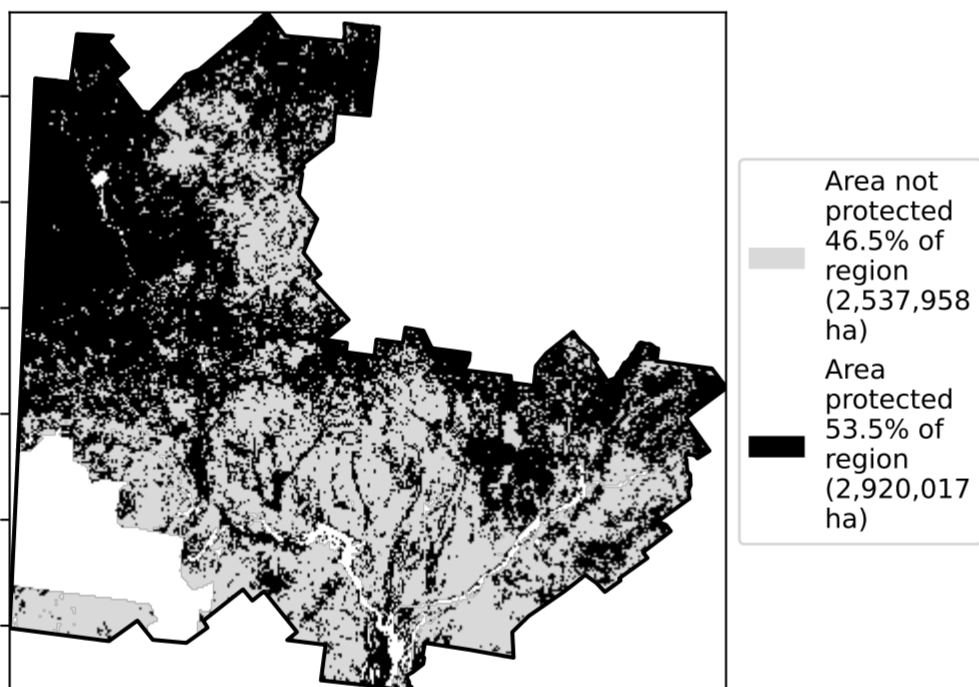 Area not
protected
46.5% of
region
(2,537,958
ha)
Area
protected
53.5% of
region
(2,920,017
ha)